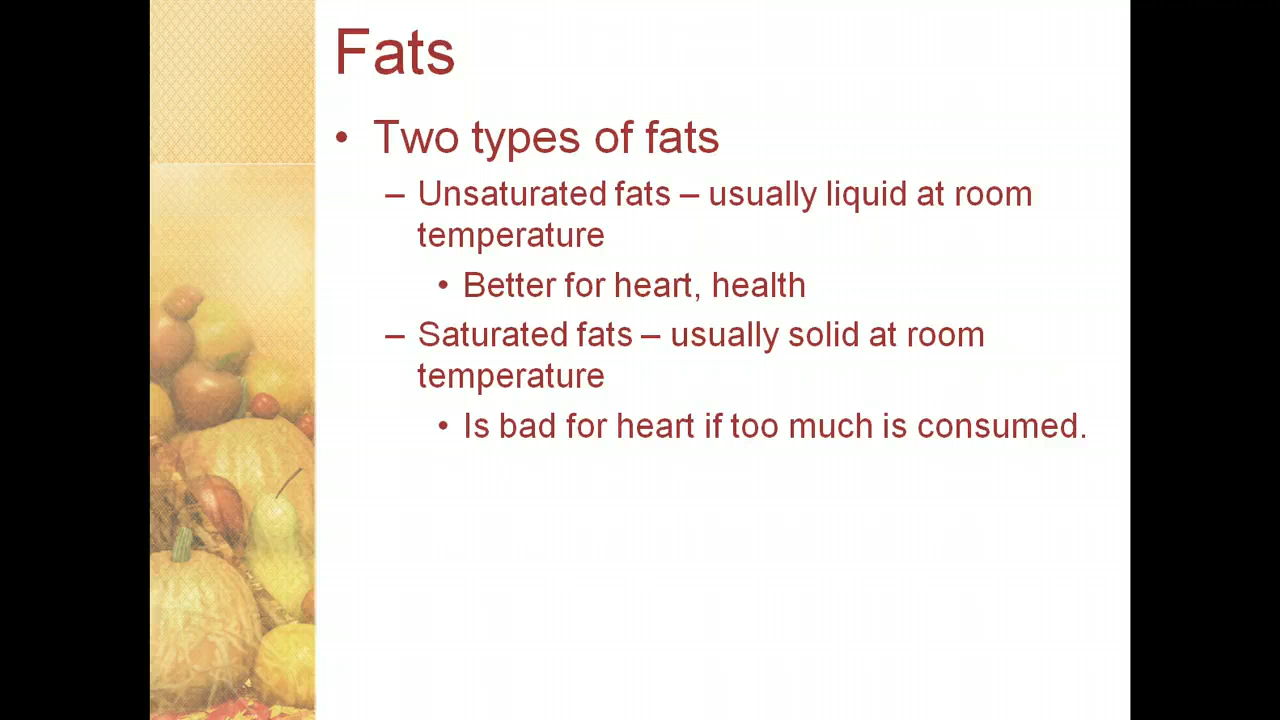 Fats
• Two types of fats
– Unsaturated fats – usually liquid at room
temperature
• Better for heart, health
– Saturated fats – usually solid at room
temperature
• Is bad for heart if too much is consumed.